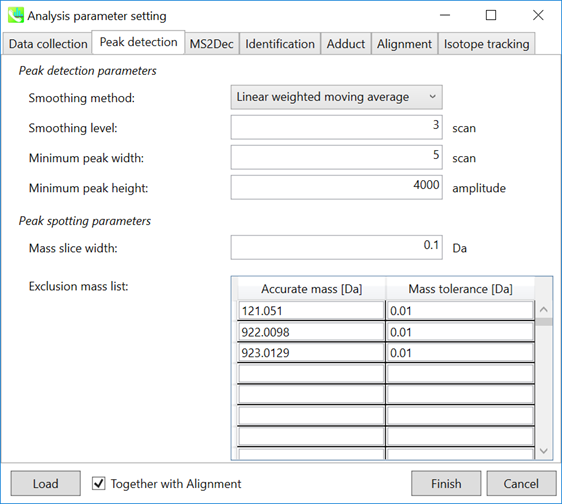 Analysis parameter setting
Data collection Peak detection MS2Dec Identification Adduct Alignment Isotope tracking
Peak detection parameters
Smoothing method: Linear weighted moving average
Smoothing level: 3 scan
Minimum peak width: 5 scan
Minimum peak height: 4000 amplitude
Peak spotting parameters
Mass slice width: 0.1 Da
Exclusion mass list: Accurate mass [Da] Mass tolerance [Da]
121.051 0.01
922.0098 0.01
923.0129 0.01
Load Together with Alignment Finish Cancel